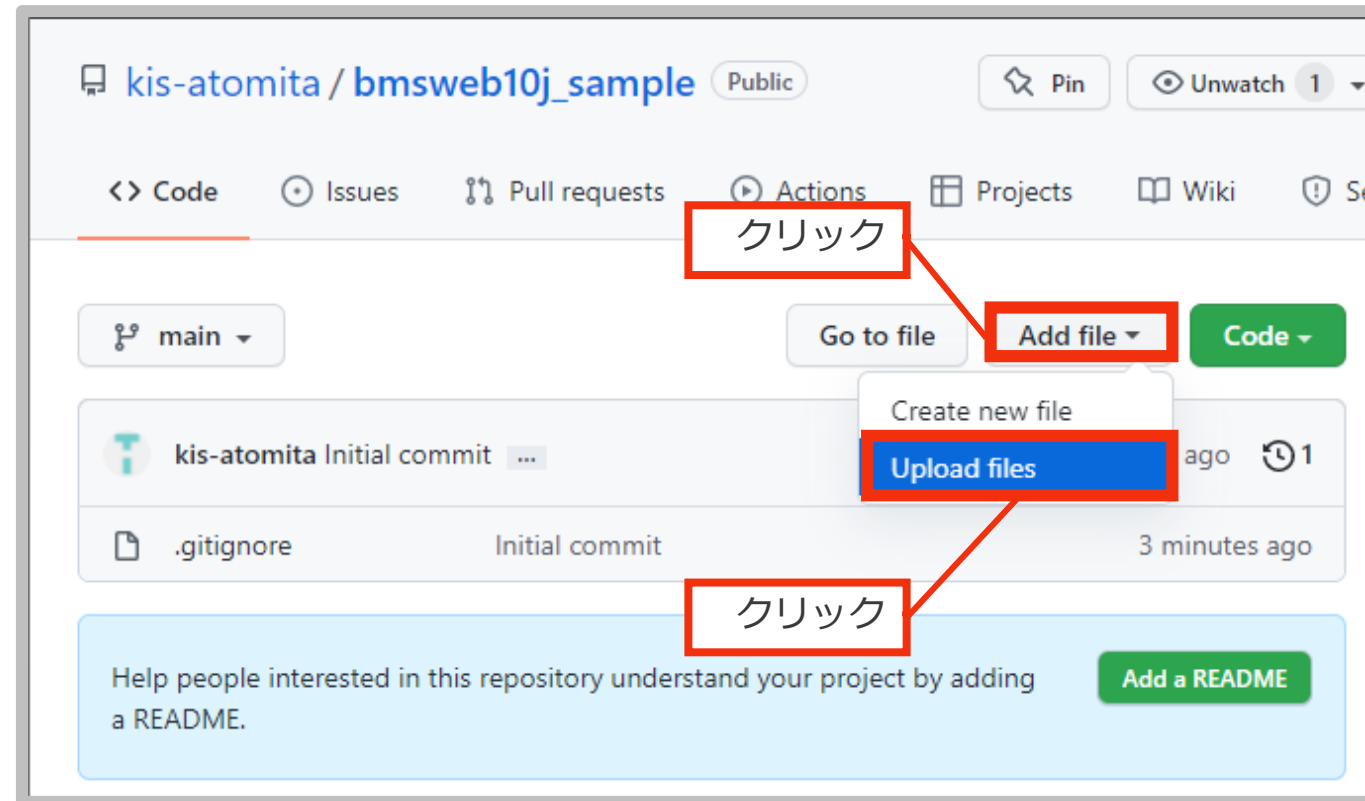 kis-atomita / bmsweb10j_sample Public Pin Unwatch 1
<> Code Issues Pull requests Actions Projects Wiki Se
クリック
main Go to file Add file Code
Create new file
kis-atomita Initial commit ... ago 1
Upload files
.gitignore Initial commit 3 minutes ago
クリック
Help people interested in this repository understand your project by adding
a README.
Add a README